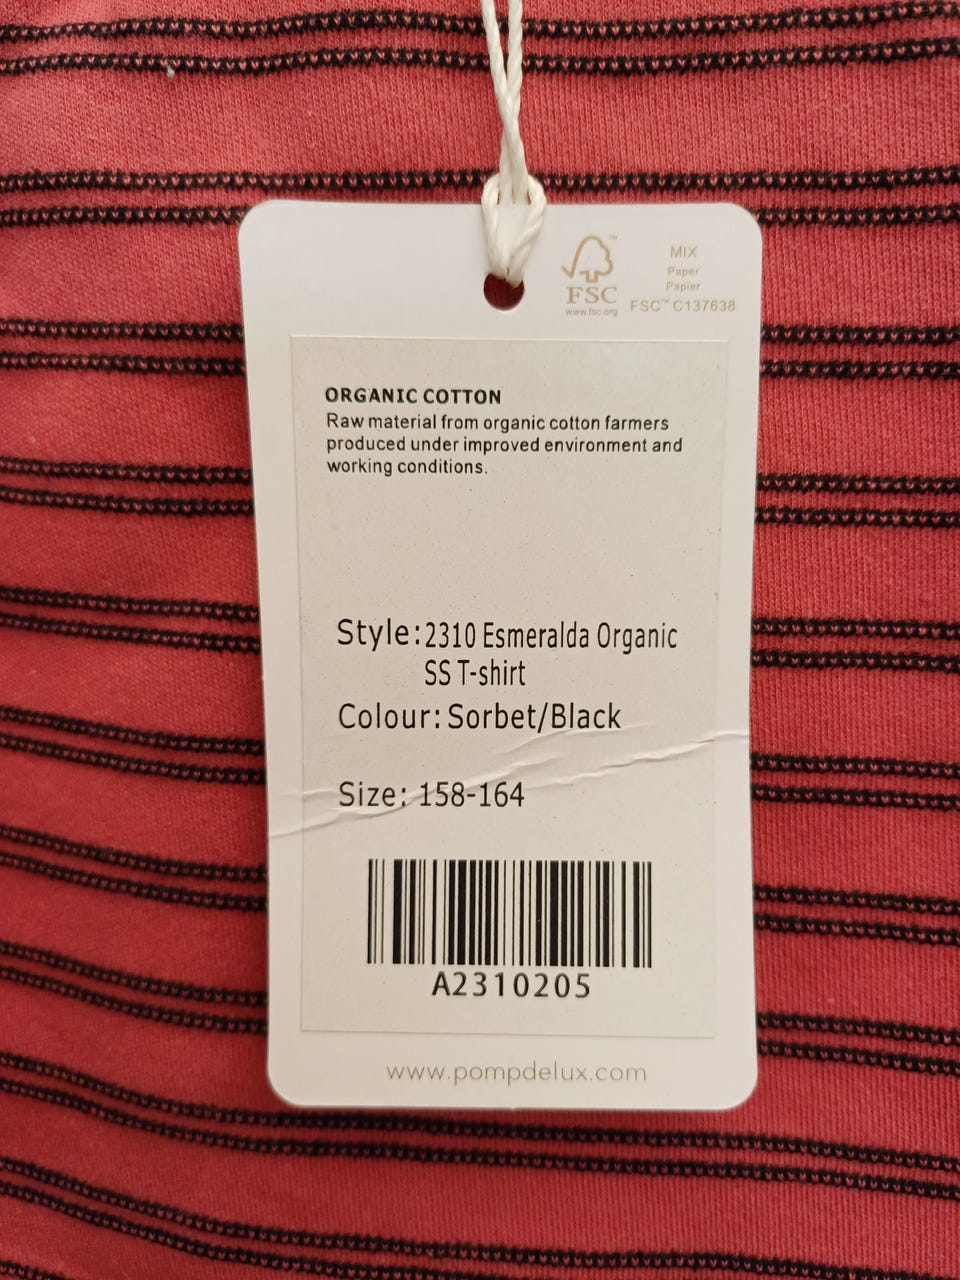 FSC™
www.fsc.org
MIX
Paper
Papier
FSC™ C137638
ORGANIC COTTON
Raw material from organic cotton farmers
produced under improved environment and
working conditions.
Style: 2310 Esmeralda Organic
SS T-shirt
Colour: Sorbet/Black
Size: 158-164
A2310205
www.pompdelux.com